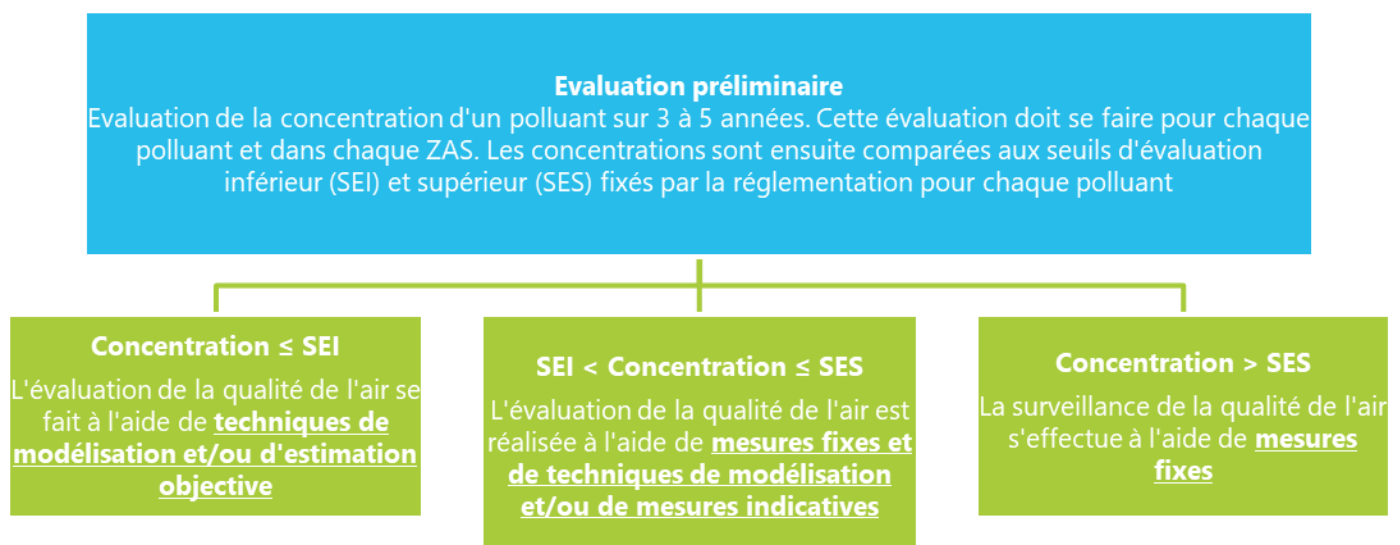 Evaluation préliminaire
Evaluation de la concentration d'un polluant sur 3 à 5 années. Cette évaluation doit se faire pour chaque
polluant et dans chaque ZAS. Les concentrations sont ensuite comparées aux seuils d'évaluation
inférieur (SEI) et supérieur (SES) fixés par la réglementation pour chaque polluant
Concentration ≤ SEI
L'évaluation de la qualité de l'air se
fait à l'aide de techniques de
modélisation et/ou d'estimation
objective
SEI < Concentration ≤ SES
L'évaluation de la qualité de l'air est
réalisée à l'aide de mesures fixes et
de techniques de modélisation
et/ou de mesures indicatives
Concentration > SES
La surveillance de la qualité de l'air
s'effectue à l'aide de mesures
fixes